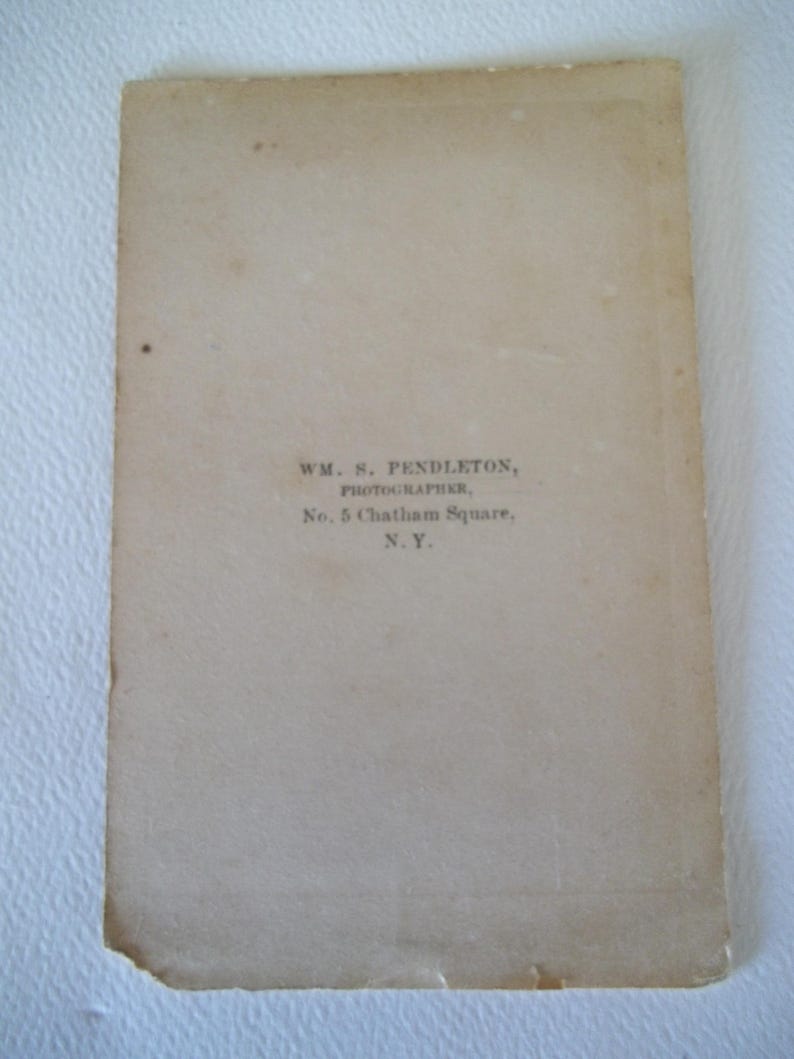 WM. S. PENDLETON,
PHOTOGRAPHER,
No. 5 Chatham Square,
N. Y.